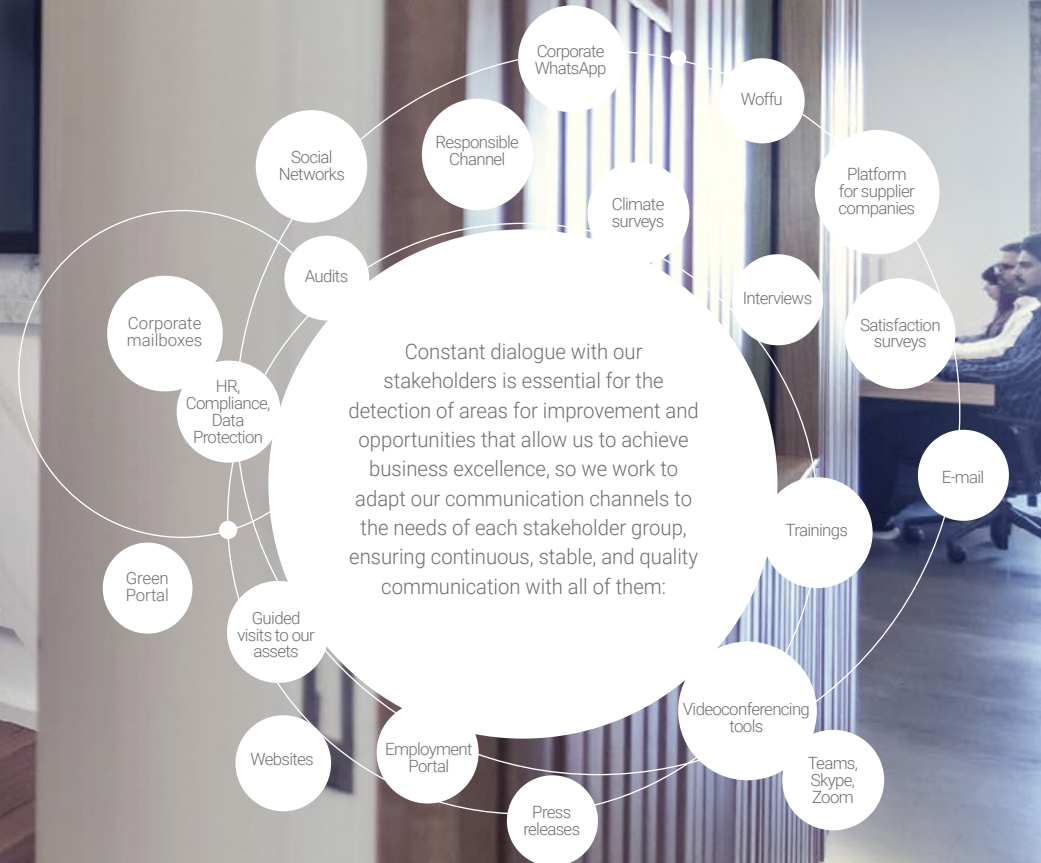 Corporate
WhatsApp
Woffu
Responsible
Channel
Social
Networks
Platform
for supplier
companies
Climate
surveys
Audits
Interviews
Corporate
mailboxes
Satisfaction
surveys
HR,
Compliance,
Data
Protection
Constant dialogue with our
stakeholders is essential for the
detection of areas for improvement and
opportunities that allow us to achieve
business excellence, so we work to
adapt our communication channels to
the needs of each stakeholder group,
ensuring continuous, stable, and quality
communication with all of them:
E-mail
Trainings
Green
Portal
Guided
visits to our
assets
Videoconferencing
tools
Websites
Employment
Portal
Teams,
Skype,
Zoom
Press
releases